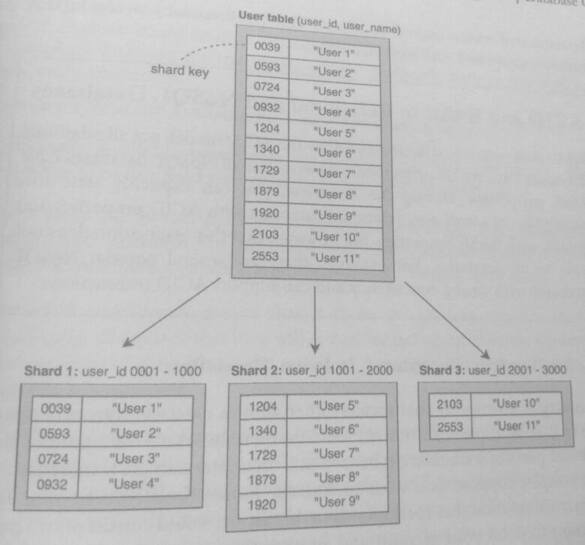 User table (user_id, user_name)
shard key
0039 "User 1"
0593 "User 2"
0724 "User 3"
0932 "User 4"
1204 "User 5"
1340 "User 6"
1729 "User 7"
1879 "User 8"
1920 "User 9"
2103 "User 10"
2553 "User 11"
Shard 1: user_id 0001 - 1000
0039 "User 1"
0593 "User 2"
0724 "User 3"
0932 "User 4"
Shard 2: user_id 1001 - 2000
1204 "User 5"
1340 "User 6"
1729 "User 7"
1879 "User 8"
1920 "User 9"
Shard 3: user_id 2001 - 3000
2103 "User 10"
2553 "User 11"